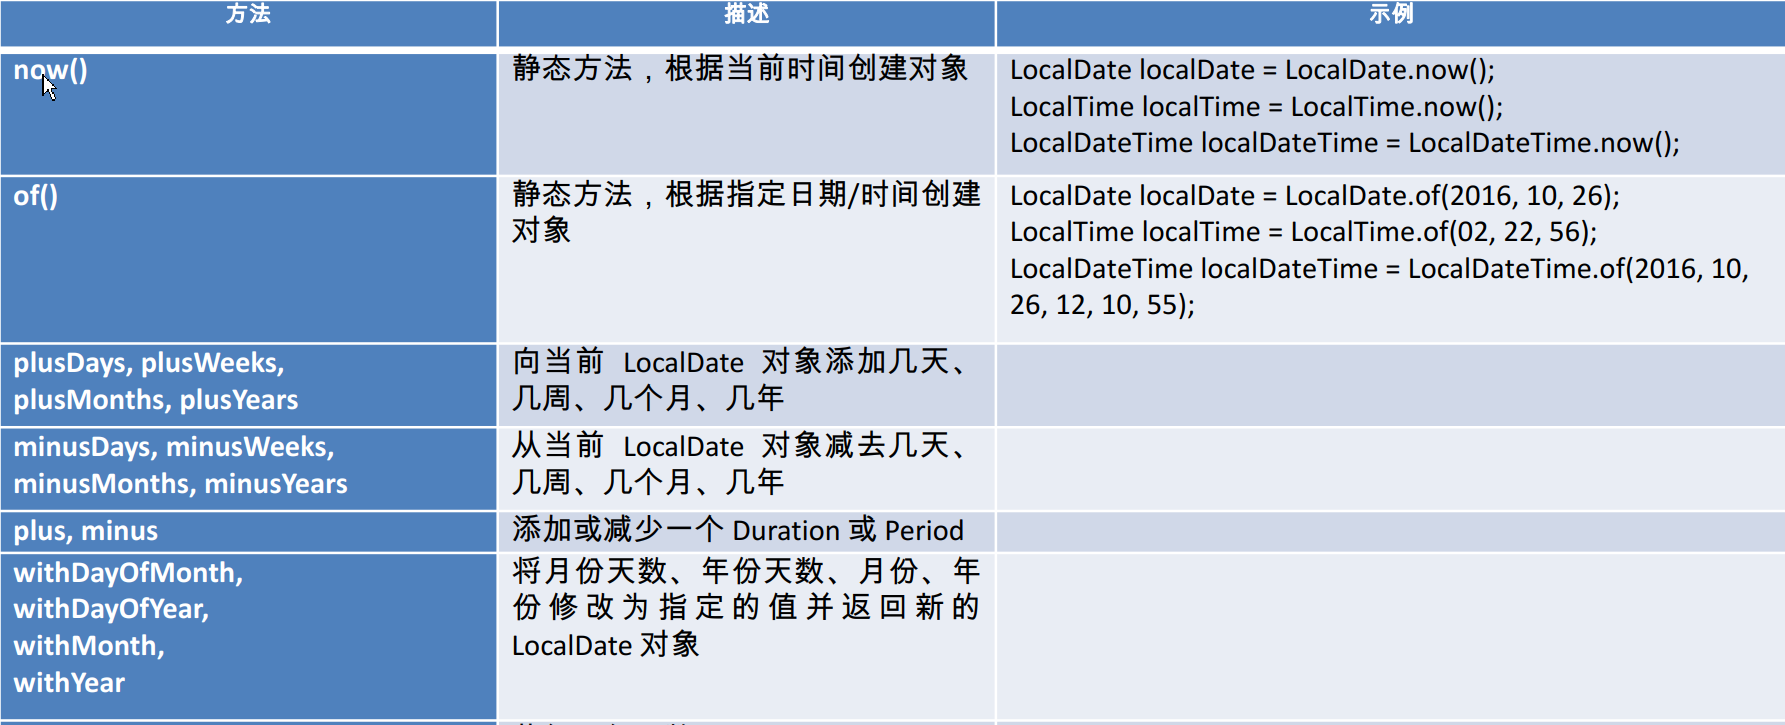 方法 描述 示例
now() 静态方法，根据当前时间创建对象 LocalDate localDate = LocalDate.now();
LocalTime localTime = LocalTime.now();
LocalDateTime localDateTime = LocalDateTime.now();
of() 静态方法，根据指定日期/时间创建 LocalDate localDate = LocalDate.of(2016, 10, 26);
对象 LocalTime localTime = LocalTime.of(02, 22, 56);
LocalDateTime localDateTime = LocalDateTime.of(2016, 10,
26, 12, 10, 55);
plusDays, plusWeeks, 向当前 LocalDate 对象添加几天、
plusMonths, plusYears 几周、几个月、几年
minusDays, minusWeeks, 从当前 LocalDate 对象减去几天、
minusMonths, minusYears 几周、几个月、几年
plus, minus 添加或减少一个 Duration 或 Period
withDayOfMonth, 将月份天数、年份天数、月份、年
withDayOfYear, 份修改为指定的值并返回新的
withMonth, LocalDate 对象
withYear